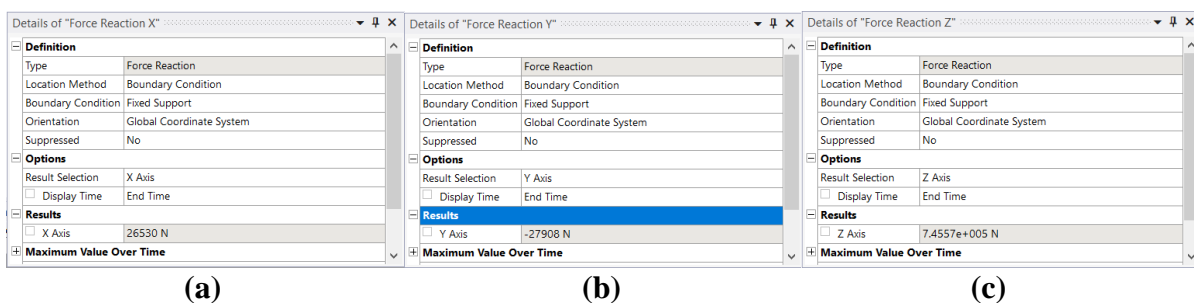 Details of "Force Reaction X"
Definition
Type Force Reaction
Location Method Boundary Condition
Boundary Condition Fixed Support
Orientation Global Coordinate System
Suppressed No
Options
Result Selection X Axis
Display Time End Time
Results
X Axis 26530 N
Maximum Value Over Time
(a)
Details of "Force Reaction Y"
Definition
Type Force Reaction
Location Method Boundary Condition
Boundary Condition Fixed Support
Orientation Global Coordinate System
Suppressed No
Options
Result Selection Y Axis
Display Time End Time
Results
Y Axis -27908 N
Maximum Value Over Time
(b)
Details of "Force Reaction Z"
Definition
Type Force Reaction
Location Method Boundary Condition
Boundary Condition Fixed Support
Orientation Global Coordinate System
Suppressed No
Options
Result Selection Z Axis
Display Time End Time
Results
Z Axis 7.4557e+005 N
Maximum Value Over Time
(c)